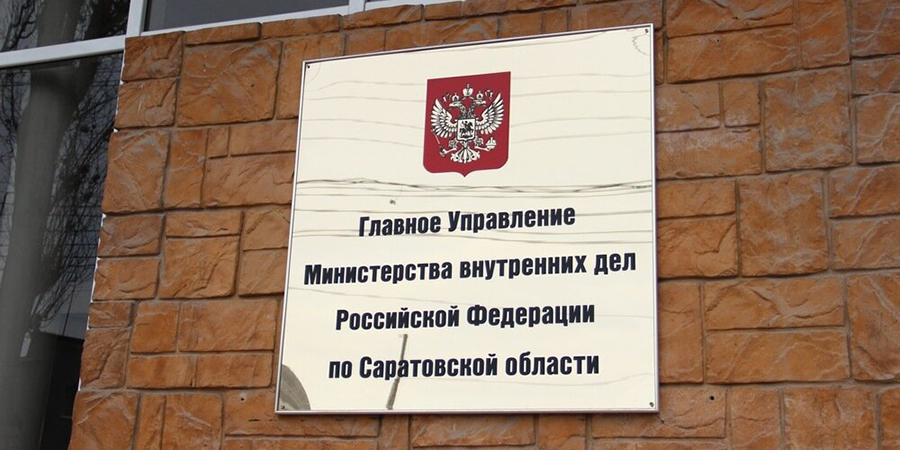 Главное Управление
Министерства внутренних дел
Российской Федерации
по Саратовской области